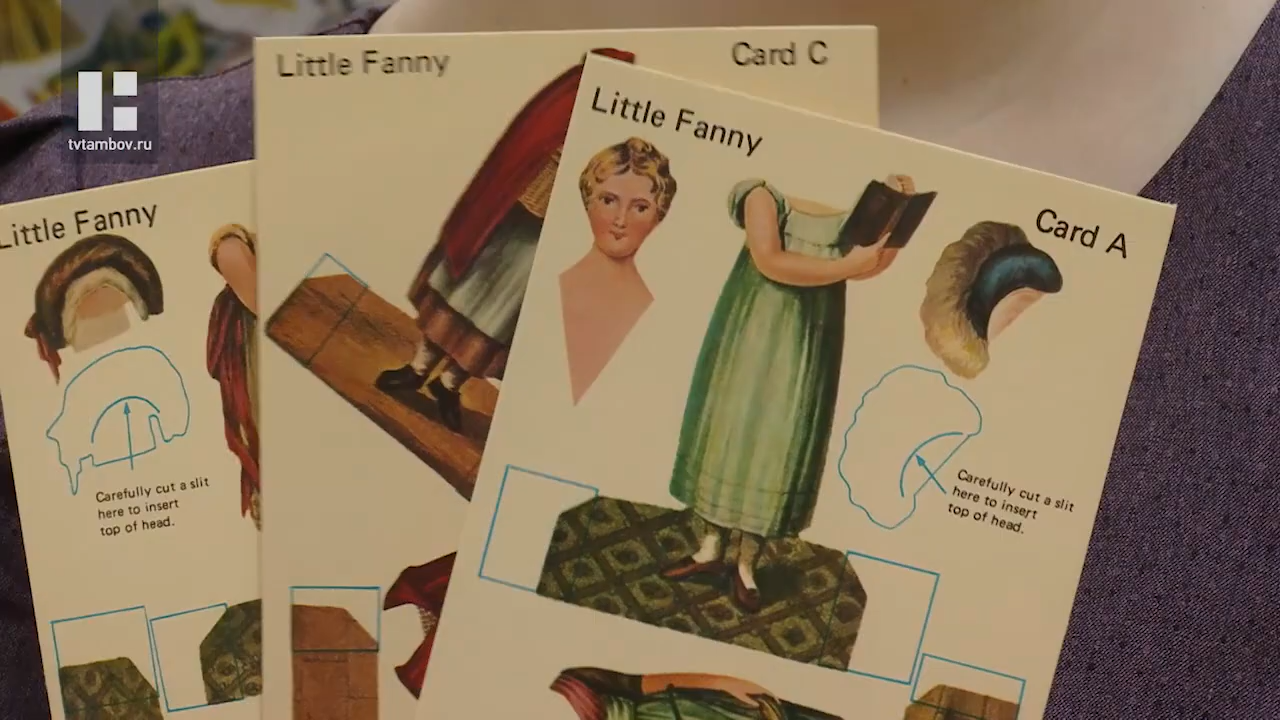 tvtambov.ru
Little Fanny
Card C
Little Fanny
Card A
Little Fanny
Carefully cut a slit
here to insert
top of head.
Carefully cut a slit
here to insert
top of head.